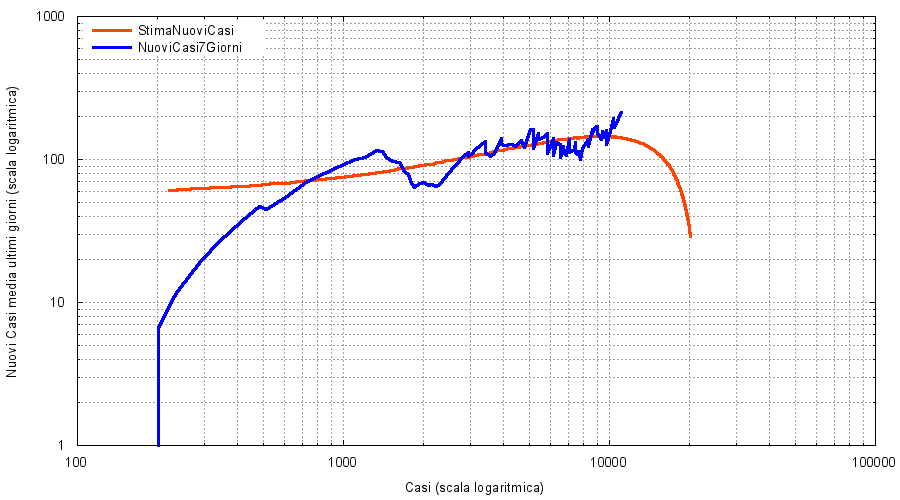 1000
StimaNuoviCasi
NuoviCasi7Giorni
100
10
1
Nuovi Casi media ultimi giorni (scala logaritmica)
100
1000
10000
100000
Casi (scala logaritmica)